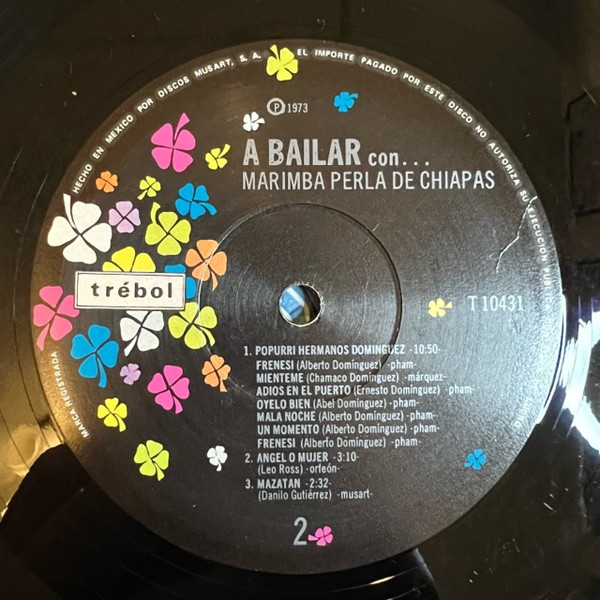 HECHO EN MEXICO POR DISCOS MUSART, S. A. EL IMPORTE PAGADO POR ESTE DISCO NO AUTORIZA SU EJECUCION
Ⓟ 1973
A BAILAR con...
MARIMBA PERLA DE CHIAPAS
trébol
T 10431
MARCA REGISTRADA
1. POPURRI HERMANOS DOMINGUEZ -10:50-
FRENESI (Alberto Domínguez) -pham-
MIENTEME (Chamaco Domínguez) -márquez-
ADIOS EN EL PUERTO (Ernesto Domínguez) -pham-
OYELO BIEN (Abel Domínguez) -pham-
MALA NOCHE (Alberto Domínguez) -pham-
UN MOMENTO (Alberto Domínguez) -pham-
FRENESI (Alberto Domínguez) -pham-
2. ANGEL O MUJER -3:10-
(Leo Ross) -orfeón-
3. MAZATAN -2:32-
(Danilo Gutiérrez) -musart-
2